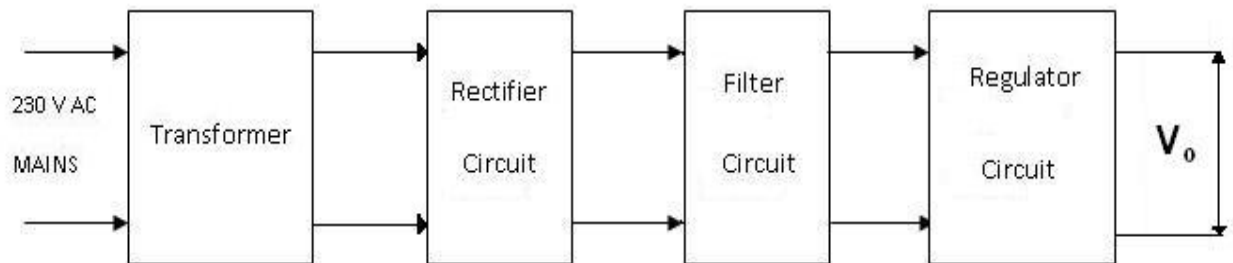 230 V AC
MAINS
Transformer
Rectifier
Circuit
Filter
Circuit
Regulator
Circuit
V₀